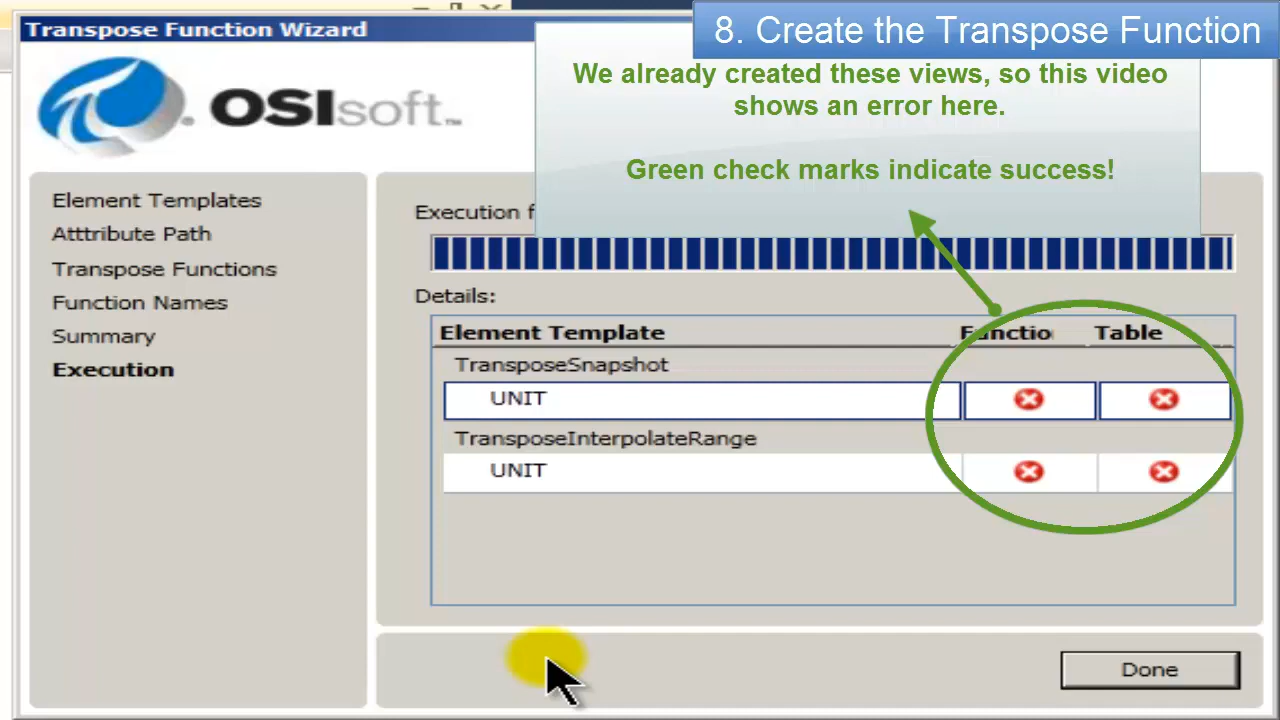 Transpose Function Wizard
8. Create the Transpose Function
We already created these views, so this video
shows an error here.
Green check marks indicate success!
OSIsoft.™
Element Templates
Atttribute Path
Transpose Functions
Function Names
Summary
Execution
Execution f
Details:
Element Template Functio Table
TransposeSnapshot
UNIT
TransposeInterpolateRange
UNIT
Done